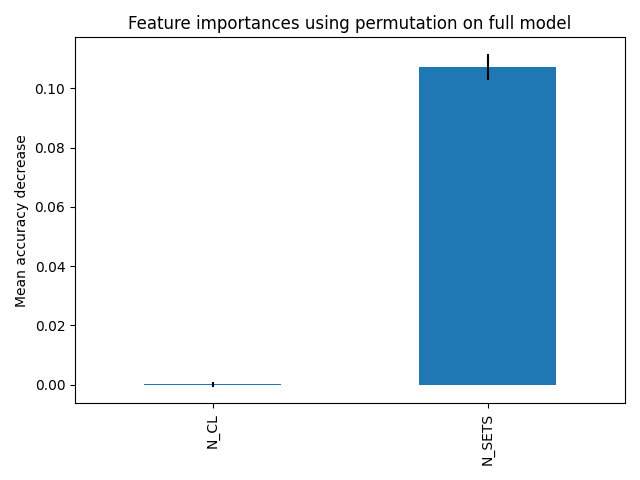 Feature importances using permutation on full model
Mean accuracy decrease
0.10
0.08
0.06
0.04
0.02
0.00
N_CL
N_SETS